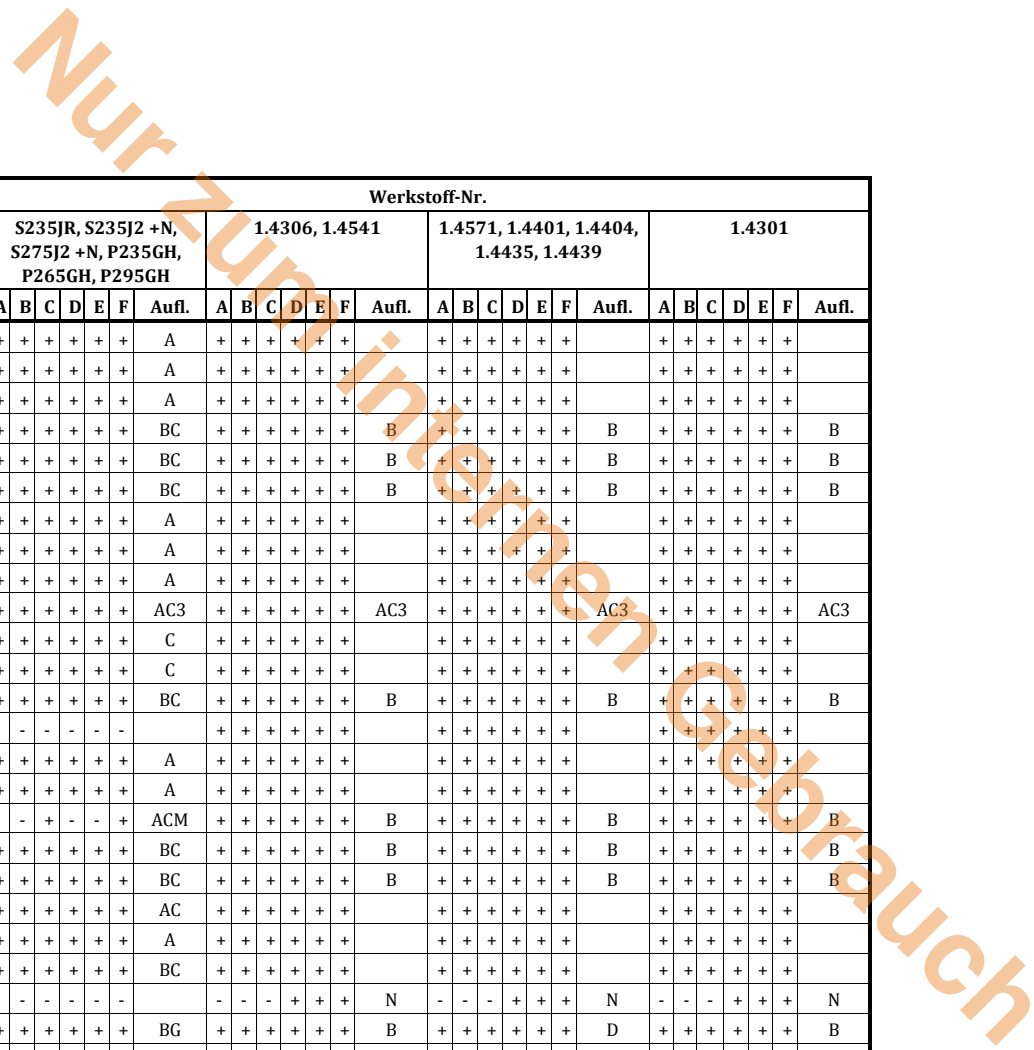 Werkstoff-Nr.
S235JR, S235J2 +N, S275J2 +N, P235GH, P265GH, P295GH | 1.4306, 1.4541 | 1.4571, 1.4401, 1.4404, 1.4435, 1.4439 | 1.4301
A B C D E F Aufl. A B C D E F Aufl. A B C D E F Aufl. A B C D E F Aufl.
+ + + + + + A + + + + + + + + + + + + + + + + + +
+ + + + + + A + + + + + + + + + + + + + + + + + +
+ + + + + + A + + + + + + + + + + + + + + + + + +
+ + + + + + BC + + + + + + B + + + + + + B + + + + + + B
+ + + + + + BC + + + + + + B + + + + + + B + + + + + + B
+ + + + + + BC + + + + + + B + + + + + + B + + + + + + B
+ + + + + + A + + + + + + + + + + + + + + + + + +
+ + + + + + A + + + + + + + + + + + + + + + + + +
+ + + + + + A + + + + + + + + + + + + + + + + + +
+ + + + + + AC3 + + + + + + AC3 + + + + + + AC3 + + + + + + AC3
+ + + + + + C + + + + + + + + + + + + + + + + + +
+ + + + + + C + + + + + + + + + + + + + + + + + +
+ + + + + + BC + + + + + + B + + + + + + B + + + + + + B
- - - - - + + + + + + + + + + + + + + + + + +
+ + + + + + A + + + + + + + + + + + + + + + + + +
+ + + + + + A + + + + + + + + + + + + + + + + + +
- + - - + ACM + + + + + + B + + + + + + B + + + + + + B
+ + + + + + BC + + + + + + B + + + + + + B + + + + + + B
+ + + + + + BC + + + + + + B + + + + + + B + + + + + + B
+ + + + + + AC + + + + + + + + + + + + + + + + + +
+ + + + + + A + + + + + + + + + + + + + + + + + +
+ + + + + + BC + + + + + + + + + + + + + + + + + +
- - - - - - - - + + + N - - - + + + N - - - + + + N
+ + + + + + BG + + + + + + B + + + + + + D + + + + + + B
Nur zum internen Gebrauch